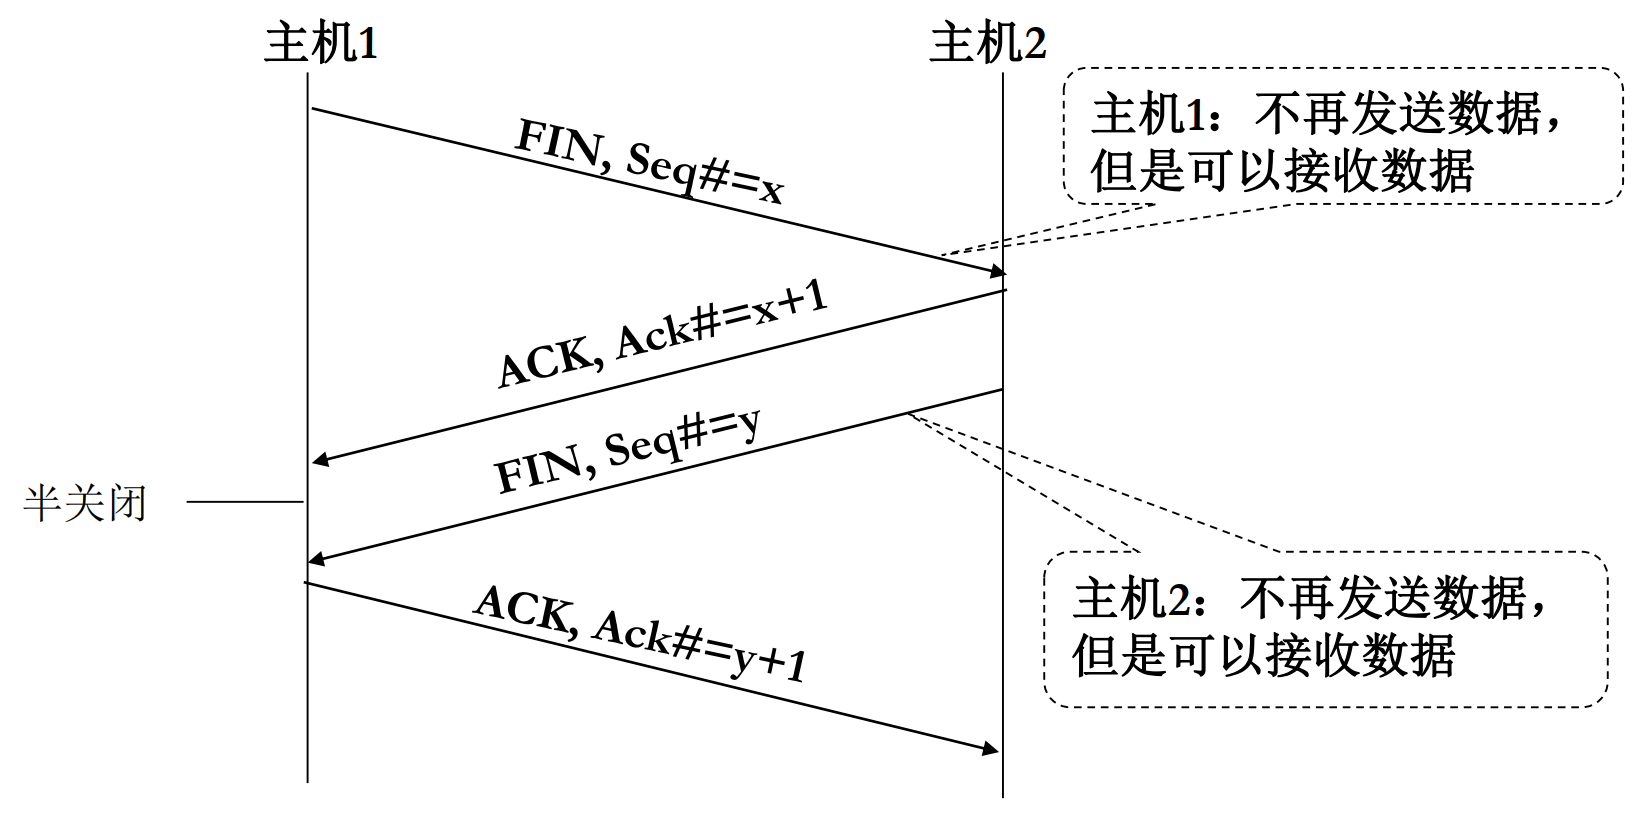 主机1
主机2
主机1：不再发送数据，
但是可以接收数据
FIN, Seq#=x
ACK, Ack#=x+1
FIN, Seq#=y
半关闭
ACK, Ack#=y+1
主机2：不再发送数据，
但是可以接收数据